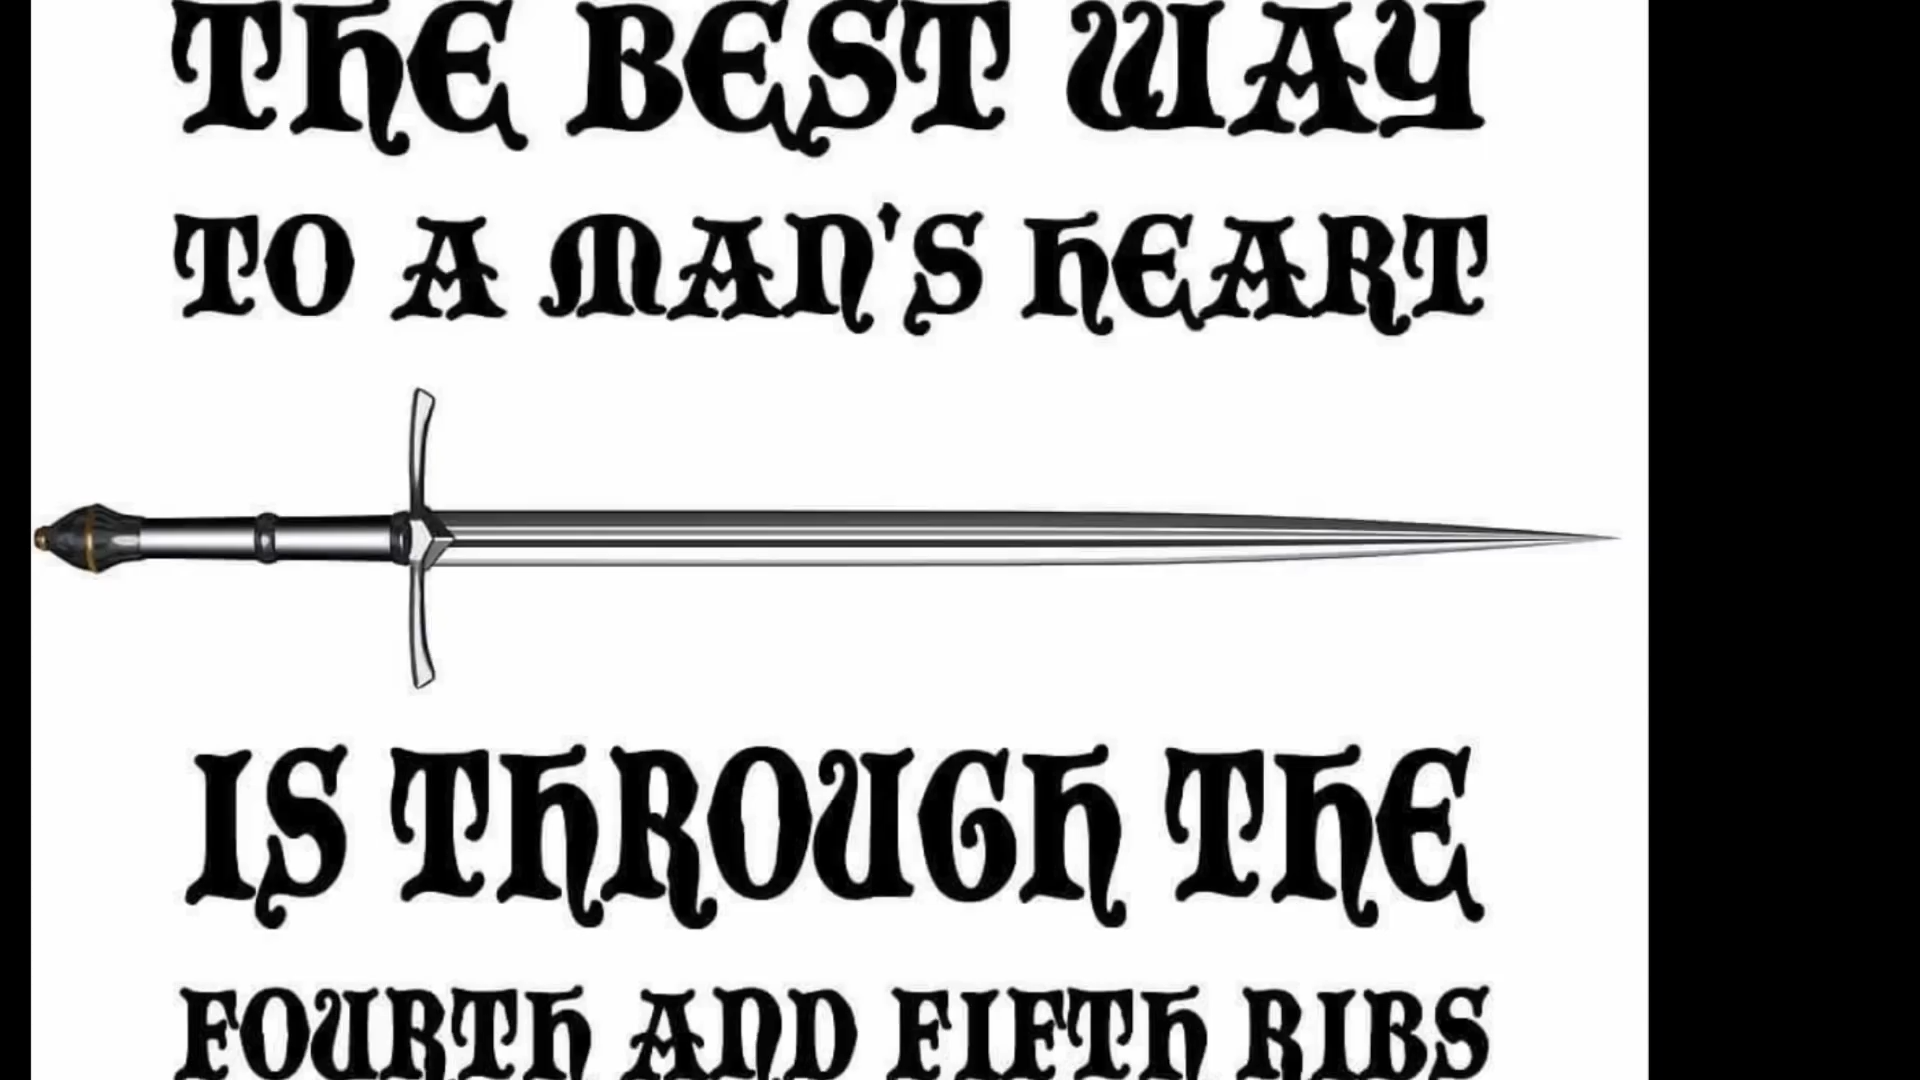 THE BEST WAY
TO A MAN'S HEART
IS THROUGH THE
FOURTH AND FIFTH RIBS